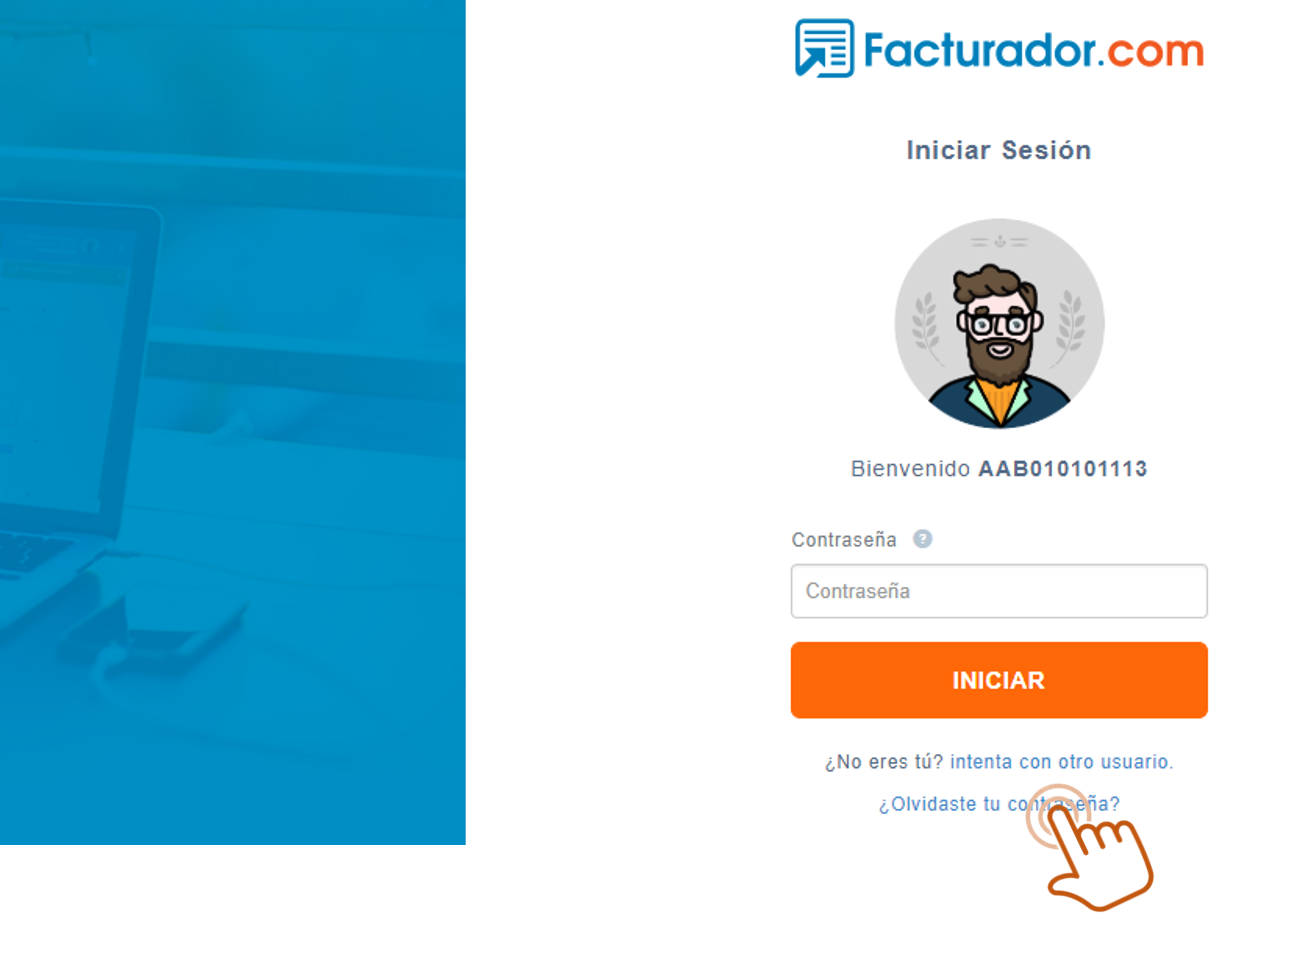 Facturador.com
Iniciar Sesión
Bienvenido AAB010101113
Contraseña ?
Contraseña
INICIAR
¿No eres tú? intenta con otro usuario.
¿Olvidaste tu contraseña?